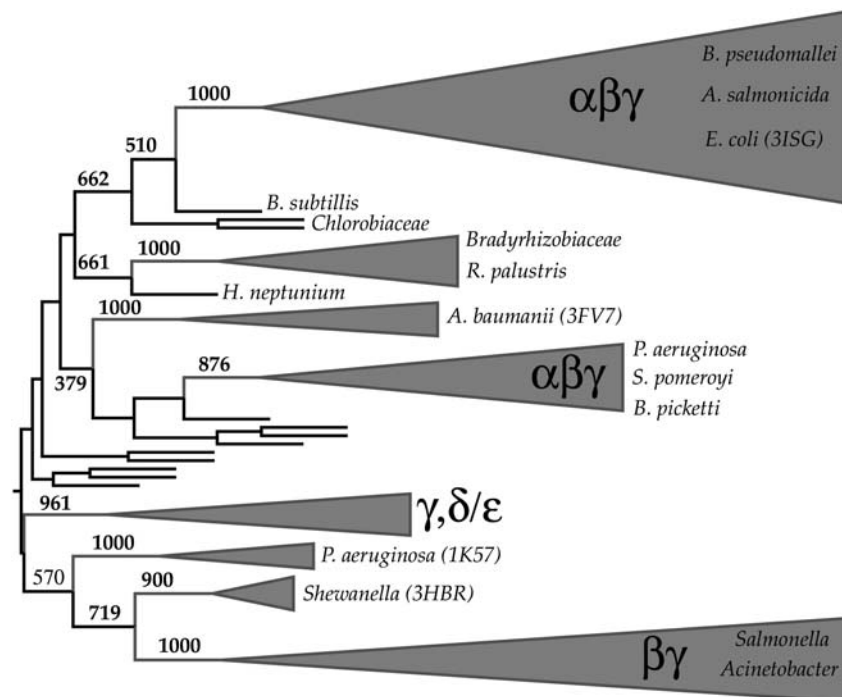 1000
αβγ
B. pseudomallei
A. salmonicida
E. coli (3ISG)
510
662
B. subtillis
Chlorobiaceae
1000
Bradyrhizobiaceae
R. palustris
661
H. neptunium
1000
A. baumanii (3FV7)
379
876
αβγ
P. aeruginosa
S. pomeroyi
B. picketti
961
γ,δ/ε
1000
P. aeruginosa (1K57)
570
900
Shewanella (3HBR)
719
1000
βγ
Salmonella
Acinetobacter